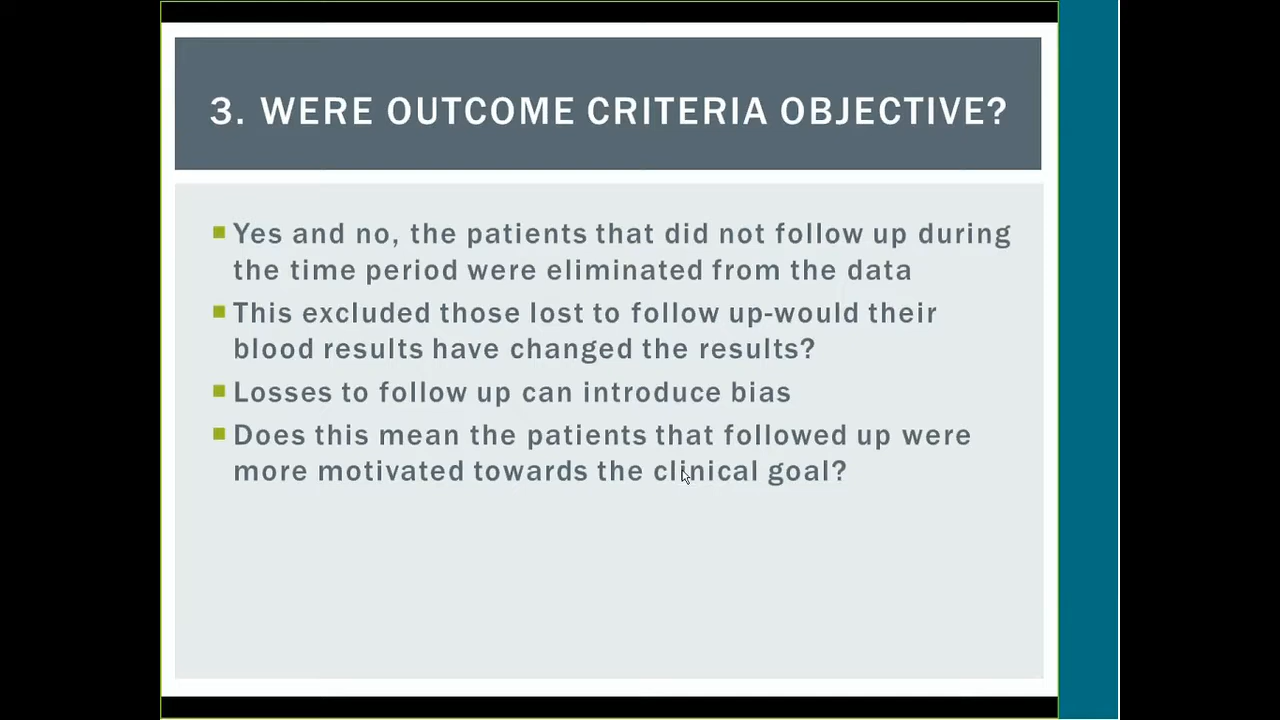 3. WERE OUTCOME CRITERIA OBJECTIVE?
Yes and no, the patients that did not follow up during
the time period were eliminated from the data
This excluded those lost to follow up-would their
blood results have changed the results?
Losses to follow up can introduce bias
Does this mean the patients that followed up were
more motivated towards the clinical goal?